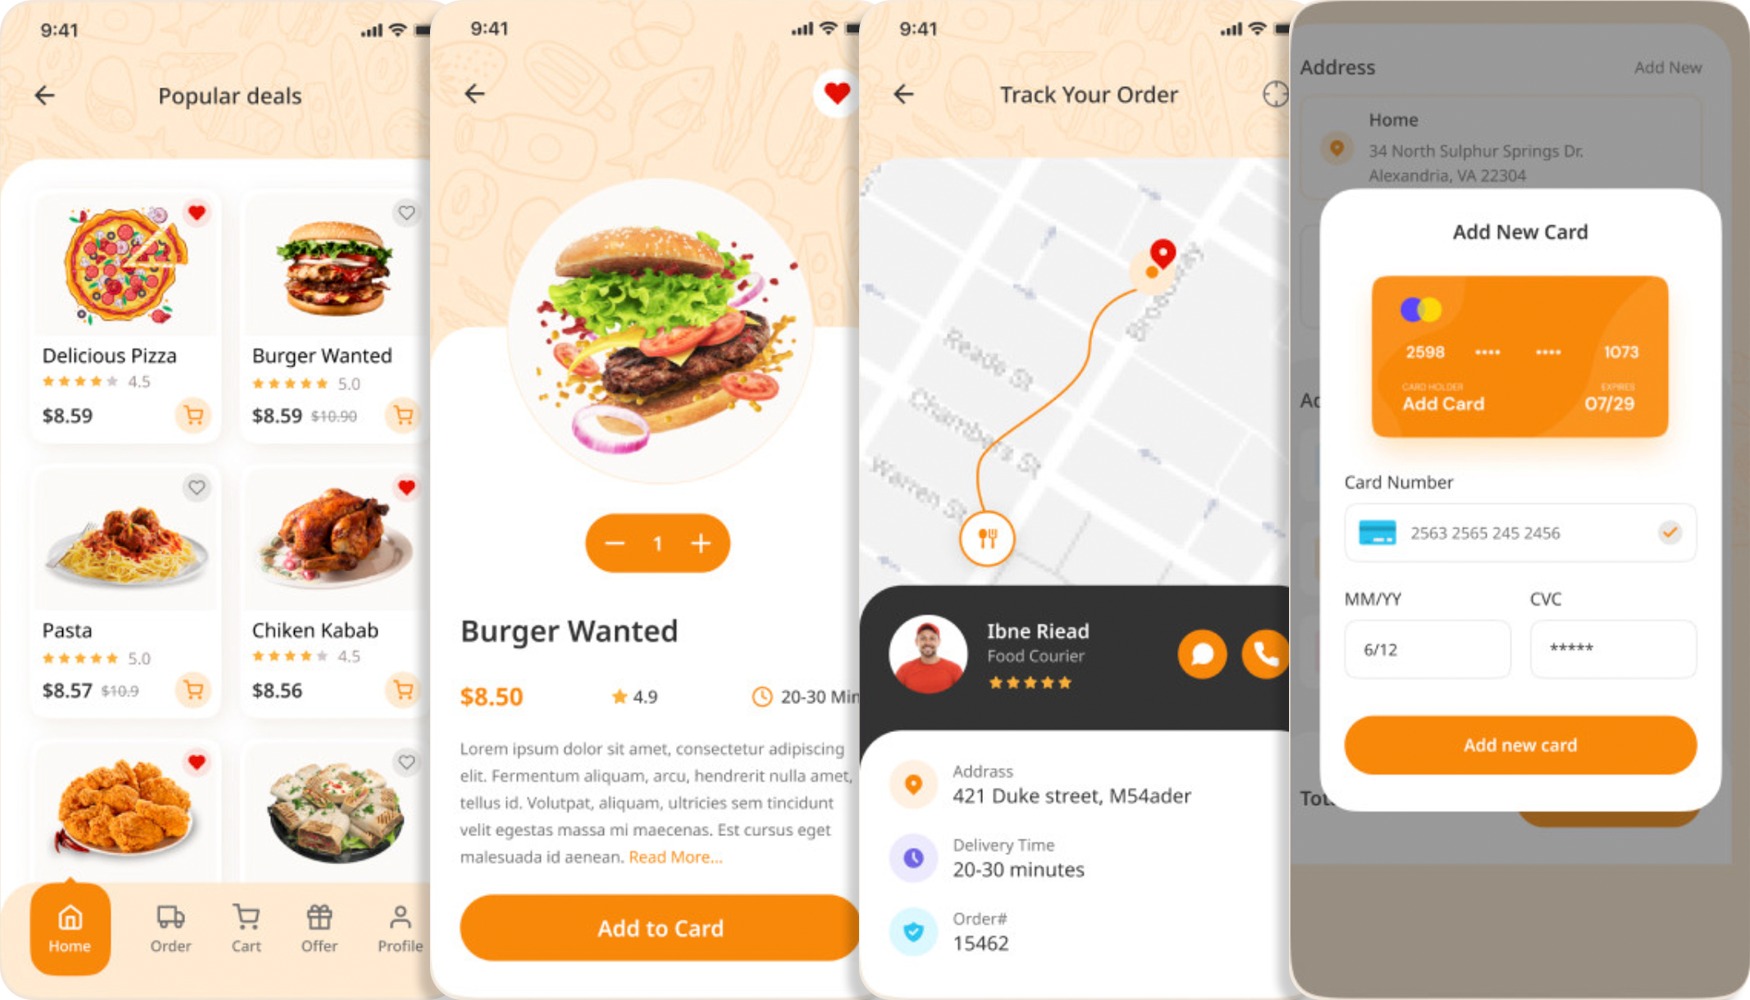 9:41
Popular deals
Delicious Pizza
4.5
$8.59
Burger Wanted
5.0
$8.59 $10.90
Pasta
5.0
$8.57 $10.9
Chiken Kabab
4.5
$8.56
Home
Order
Cart
Offer
Profile
9:41
1
Burger Wanted
$8.50
4.9
20-30 Min
Lorem ipsum dolor sit amet, consectetur adipiscing
elit. Fermentum aliquam, arcu, hendrerit nulla amet,
tellus id. Volutpat, aliquam, ultricies sem tincidunt
velit egestas massa mi maecenas. Est cursus eget
malesuada id aenean. Read More...
Add to Card
9:41
Track Your Order
Reade St
Chambers St
Warren St
Ibne Riead
Food Courier
Addrass
421 Duke street, M54ader
Delivery Time
20-30 minutes
Order#
15462
Address
Add New
Home
34 North Sulphur Springs Dr.
Alexandria, VA 22304
Add New Card
2598 •••• •••• 1073
CARD HOLDER
EXPIRES
Add Card
07/29
Card Number
2563 2565 245 2456
MM/YY
CVC
6/12
*****
Add new card